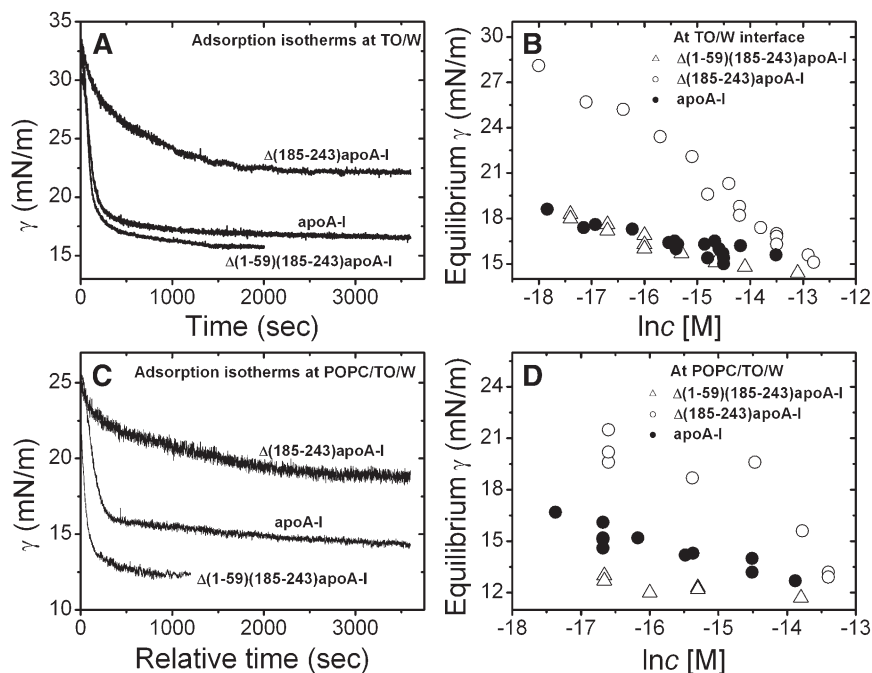 A
Adsorption isotherms at TO/W
35
30
25
20
15
γ (mN/m)
Δ(185-243)apoA-I
apoA-I
Δ(1-59)(185-243)apoA-I
0 1000 2000 3000
Time (sec)
B
At TO/W interface
Δ(1-59)(185-243)apoA-I
Δ(185-243)apoA-I
apoA-I
30
27
24
21
18
15
Equilibrium γ (mN/m)
-18 -17 -16 -15 -14 -13 -12
lnc [M]
C
Adsorption isotherms at POPC/TO/W
25
20
15
10
γ (mN/m)
Δ(185-243)apoA-I
apoA-I
Δ(1-59)(185-243)apoA-I
0 1000 2000 3000
Relative time (sec)
D
At POPC/TO/W
Δ(1-59)(185-243)apoA-I
Δ(185-243)apoA-I
apoA-I
24
21
18
15
12
Equilibrium γ (mN/m)
-18 -17 -16 -15 -14 -13
lnc [M]